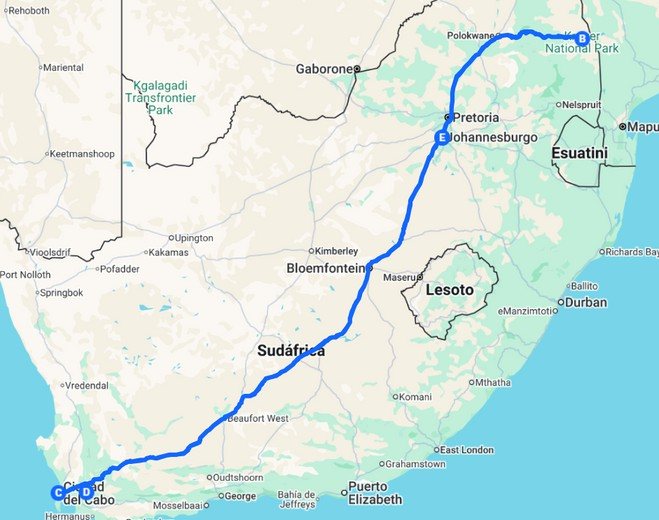 Rehoboth
Polokwane
B
Kruger
National Park
Mariental
Gaborone
Kgalagadi
Transfrontier
Park
Nelspruit
Pretoria
Mapu
E
Johannesburgo
Keetmanshoop
Esuatini
Upington
Kimberley
Vioolsdrif
Kakamas
Richards Bay
Port Nolloth
Pofadder
Bloemfontein
Maseru
Springbok
Lesoto
Ballito
Durban
eManzimtoti
Sudáfrica
Vredendal
Mthatha
Komani
Beaufort West
East London
Grahamstown
Oudtshoorn
C
Ciudad
del Cabo
D
George
Bahía de
Jeffreys
Puerto
Elizabeth
Mosselbaai
Hermanus